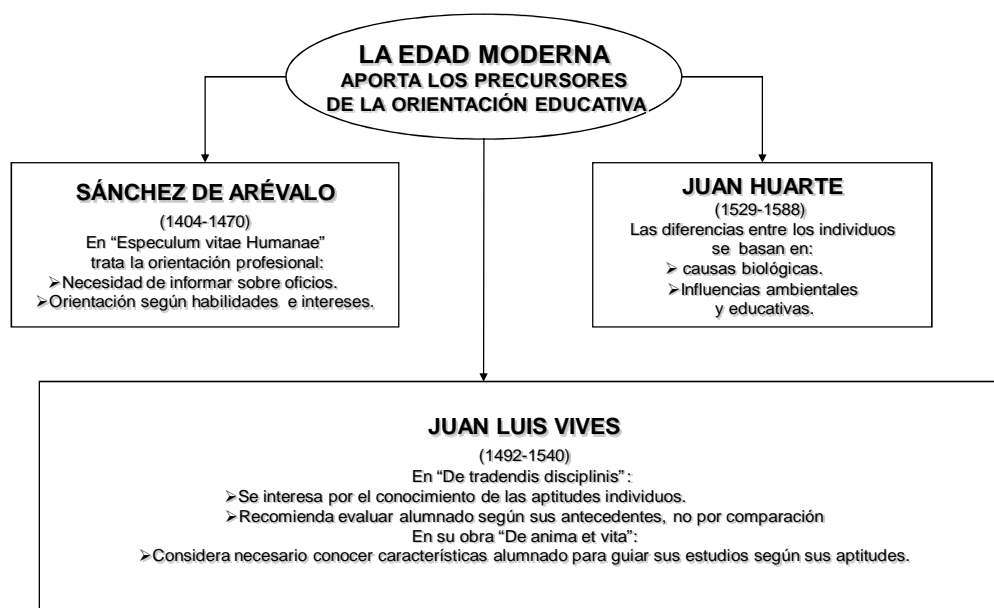 LA EDAD MODERNA
APORTA LOS PRECURSORES
DE LA ORIENTACIÓN EDUCATIVA
SÁNCHEZ DE ARÉVALO
(1404-1470)
En “Especulum vitae Humanae”
trata la orientación profesional:
➢Necesidad de informar sobre oficios.
➢Orientación según habilidades e intereses.
JUAN HUARTE
(1529-1588)
Las diferencias entre los individuos
se basan en:
➢ causas biológicas.
➢Influencias ambientales
y educativas.
JUAN LUIS VIVES
(1492-1540)
En “De tradendis disciplinis”:
➢Se interesa por el conocimiento de las aptitudes individuos.
➢Recomienda evaluar alumnado según sus antecedentes, no por comparación
En su obra “De anima et vita”:
➢Considera necesario conocer características alumnado para guiar sus estudios según sus aptitudes.